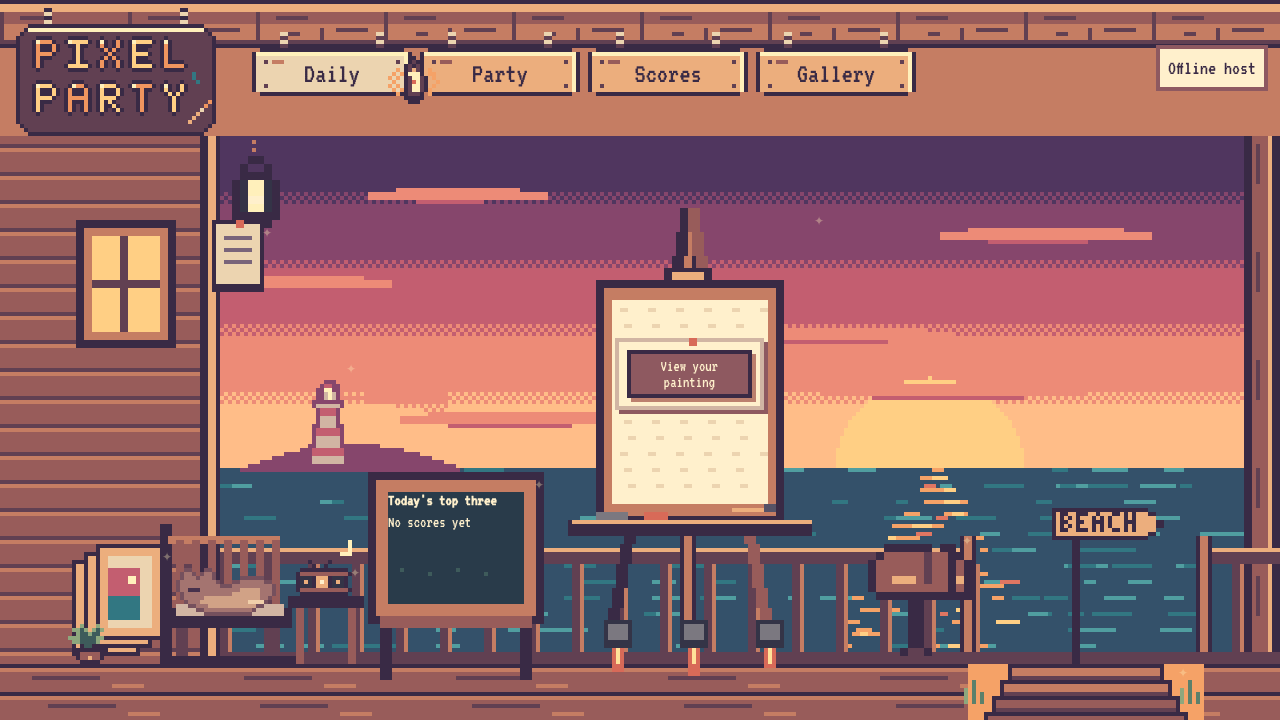 PIXEL
PARTY
Daily
Party
Scores
Gallery
Offline host
View your
painting
Today's top three
No scores yet
BEACH